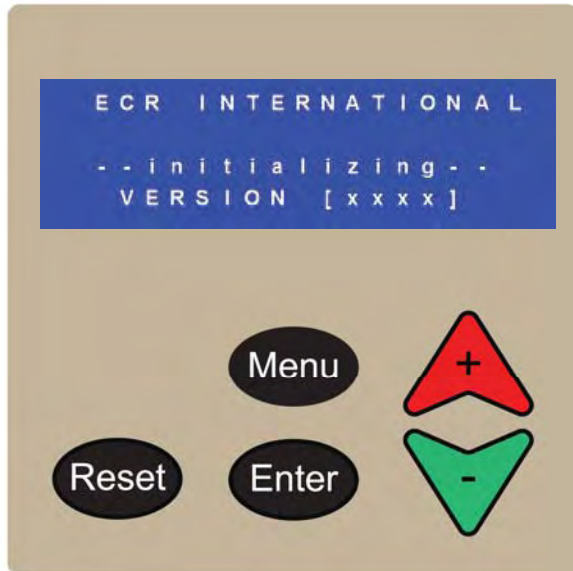 ECR INTERNATIONAL
--initializing--
VERSION [xxxx]
Menu
+
Reset
Enter
-